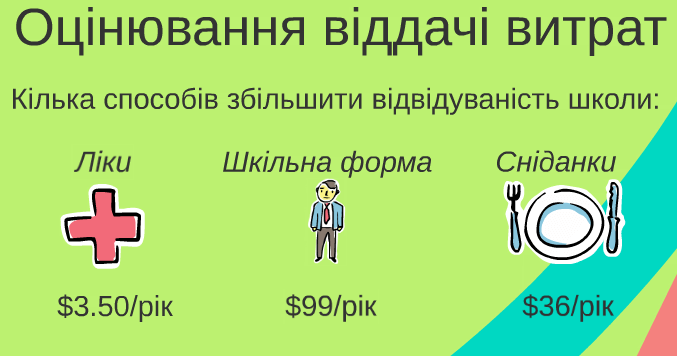 Оцінювання віддачі витрат
Кілька способів збільшити відвідуваність школи:
Ліки Шкільна форма Сніданки
$3.50/рік $99/рік $36/рік